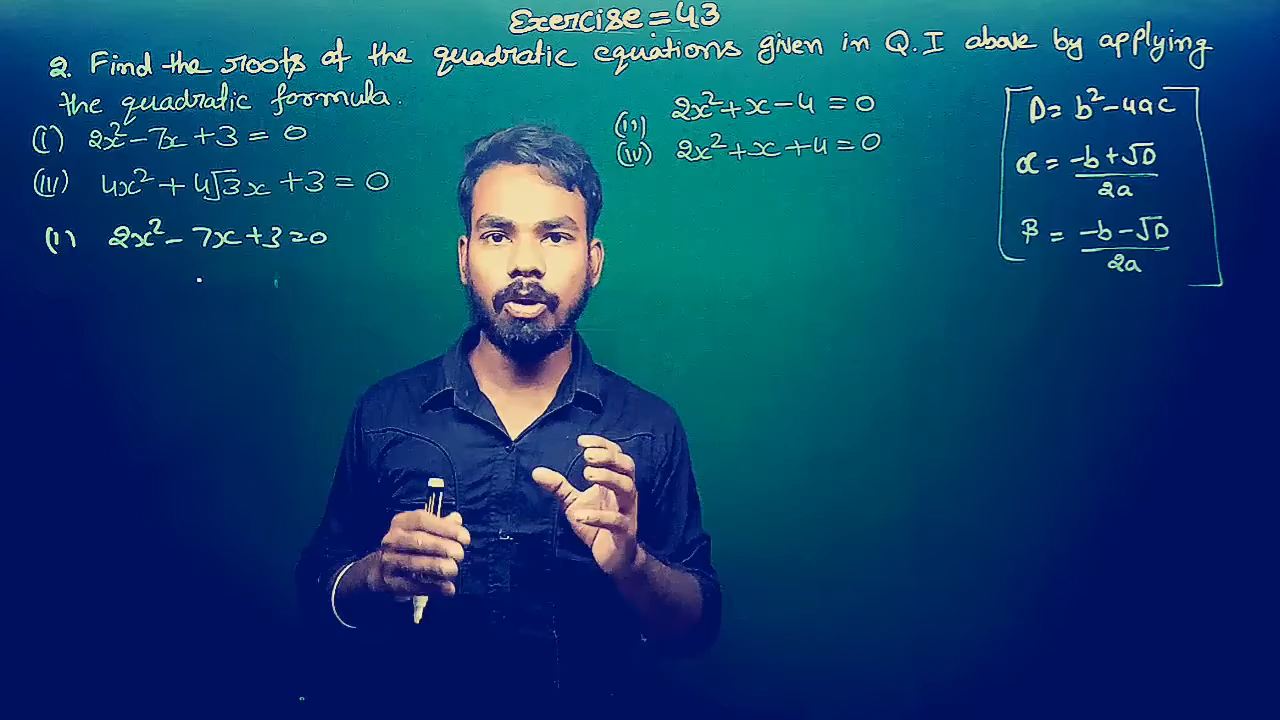 Exercise = 4.3
2. Find the roots of the quadratic equations given in Q.I above by applying
the quadratic formula.
(i) 2x² - 7x + 3 = 0
(ii) 2x² + x - 4 = 0
(iii) 4x² + 4√3x + 3 = 0
(iv) 2x² + x + 4 = 0
(i) 2x² - 7x + 3 = 0
D = b² - 4ac
α = (-b + √D)/2a
β = (-b - √D)/2a